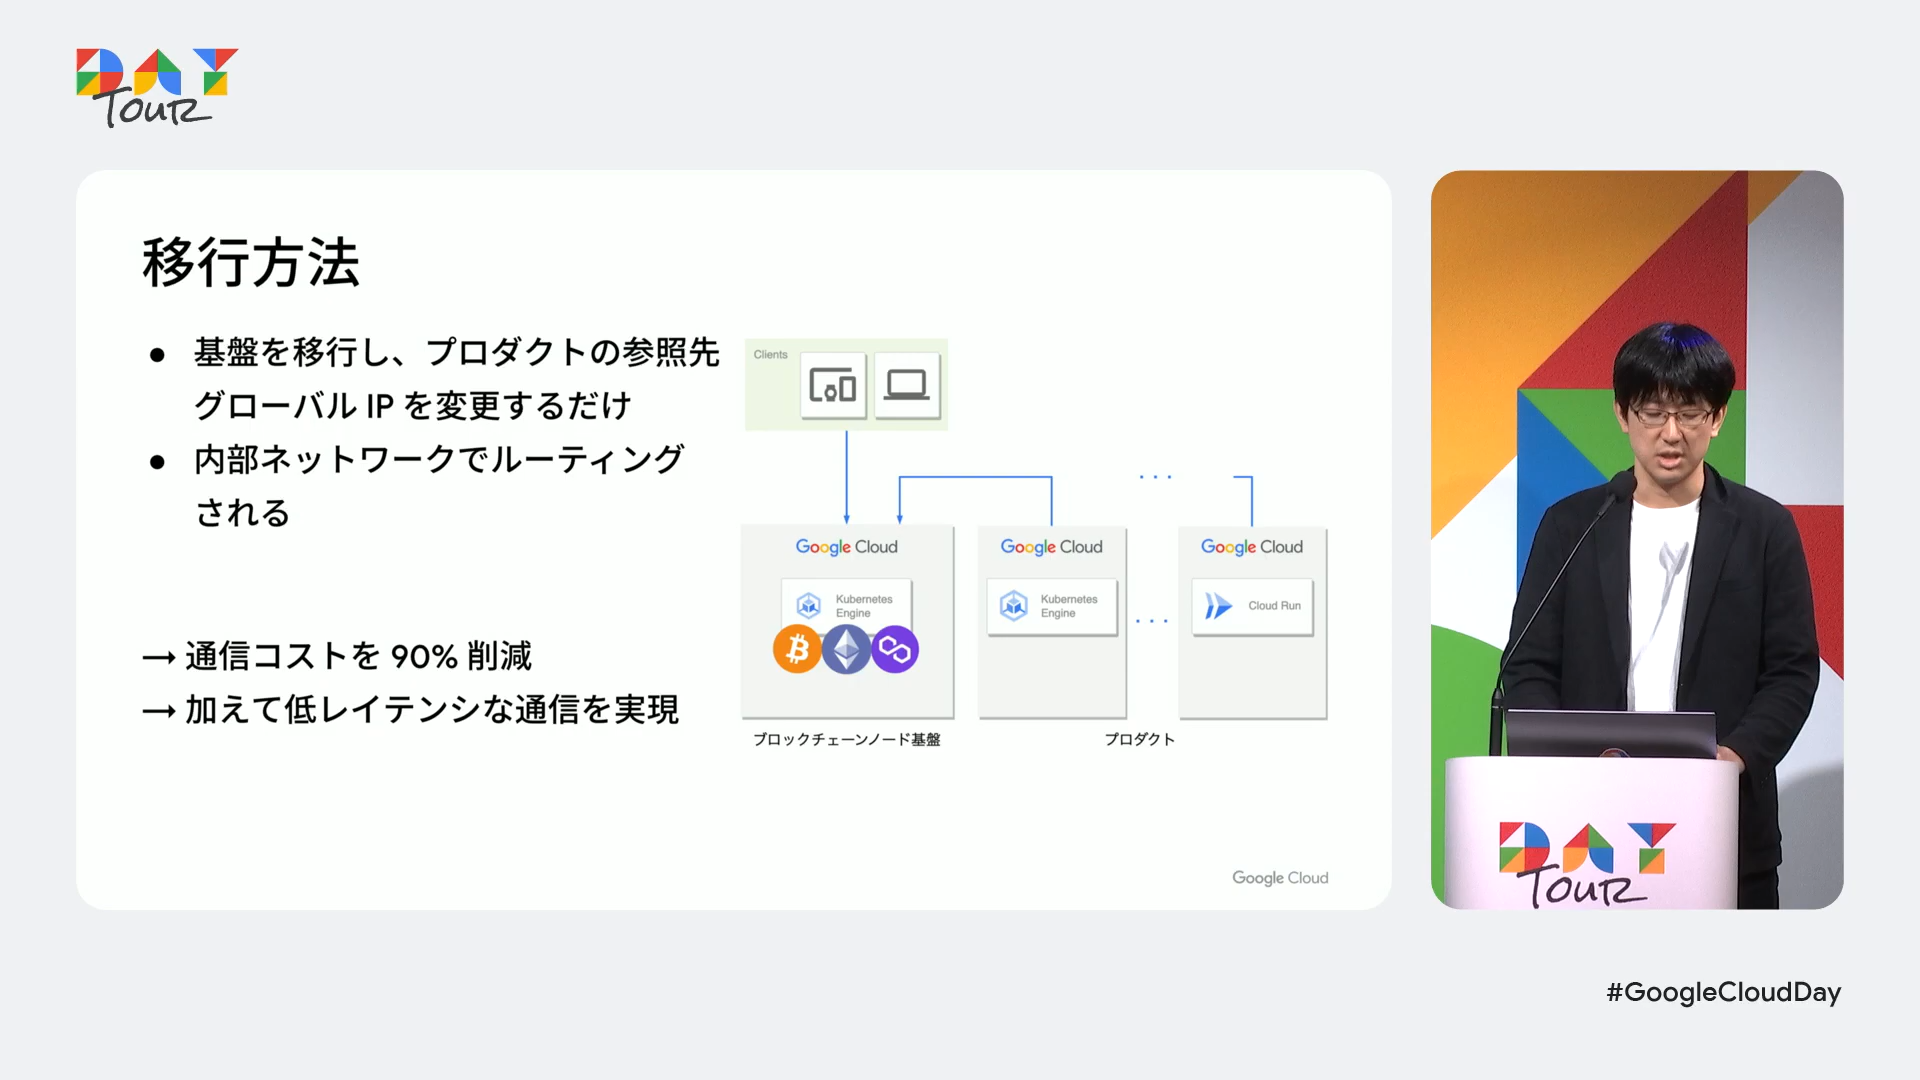 DAY
Tour
移行方法
● 基盤を移行し、プロダクトの参照先
グローバル IP を変更するだけ
● 内部ネットワークでルーティング
される
→ 通信コストを 90% 削減
→ 加えて低レイテンシな通信を実現
Clients
...
Google Cloud
Kubernetes
Engine
ブロックチェーンノード基盤
Google Cloud
Kubernetes
Engine
...
Google Cloud
Cloud Run
プロダクト
Google Cloud
DAY
Tour
#GoogleCloudDay